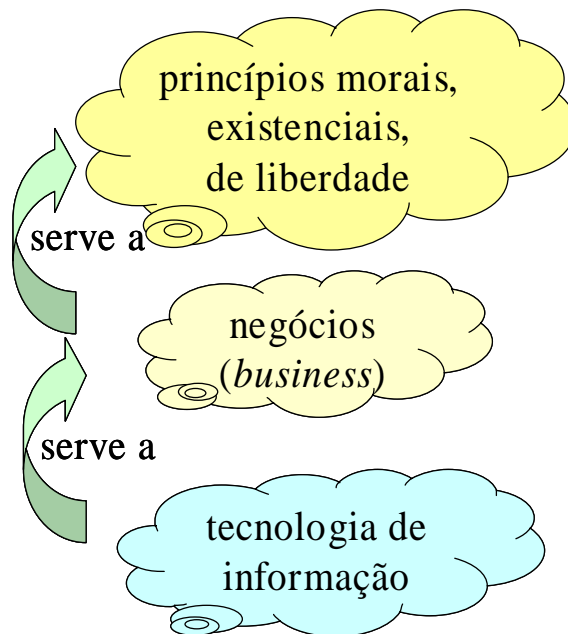 princípios morais,
existenciais,
de liberdade
serve a
negócios
(business)
serve a
tecnologia de
informação